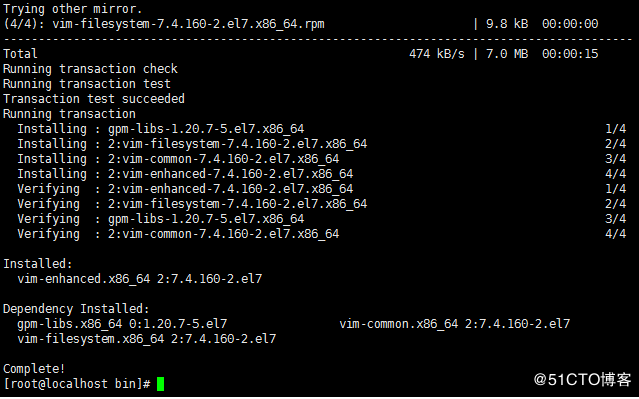 Trying other mirror.
(4/4): vim-filesystem-7.4.160-2.el7.x86_64.rpm | 9.8 kB 00:00:00
--------------------------------------------------------------------------------
Total 474 kB/s | 7.0 MB 00:00:15
Running transaction check
Running transaction test
Transaction test succeeded
Running transaction
Installing : gpm-libs-1.20.7-5.el7.x86_64 1/4
Installing : 2:vim-filesystem-7.4.160-2.el7.x86_64 2/4
Installing : 2:vim-common-7.4.160-2.el7.x86_64 3/4
Installing : 2:vim-enhanced-7.4.160-2.el7.x86_64 4/4
Verifying : 2:vim-enhanced-7.4.160-2.el7.x86_64 1/4
Verifying : 2:vim-filesystem-7.4.160-2.el7.x86_64 2/4
Verifying : gpm-libs-1.20.7-5.el7.x86_64 3/4
Verifying : 2:vim-common-7.4.160-2.el7.x86_64 4/4
Installed:
vim-enhanced.x86_64 2:7.4.160-2.el7
Dependency Installed:
gpm-libs.x86_64 0:1.20.7-5.el7 vim-common.x86_64 2:7.4.160-2.el7
vim-filesystem.x86_64 2:7.4.160-2.el7
Complete!
[root@localhost bin]#
@51CTO博客